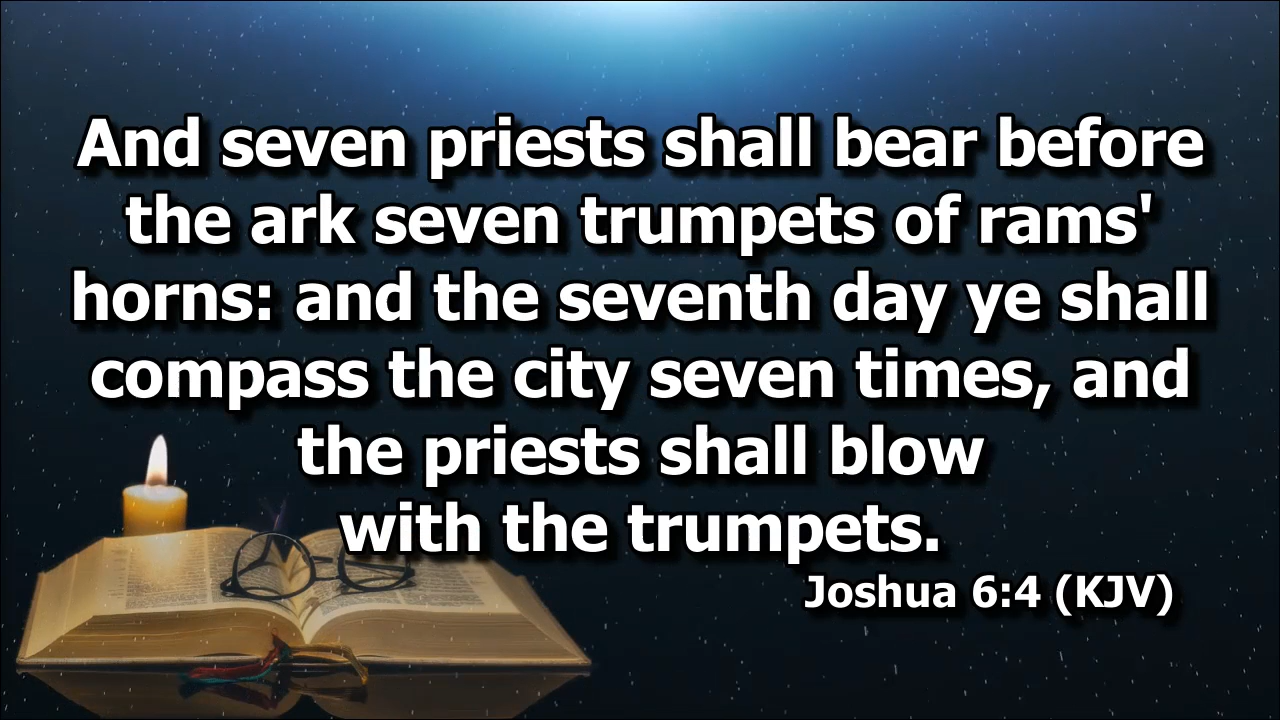 And seven priests shall bear before
the ark seven trumpets of rams'
horns: and the seventh day ye shall
compass the city seven times, and
the priests shall blow
with the trumpets.
Joshua 6:4 (KJV)